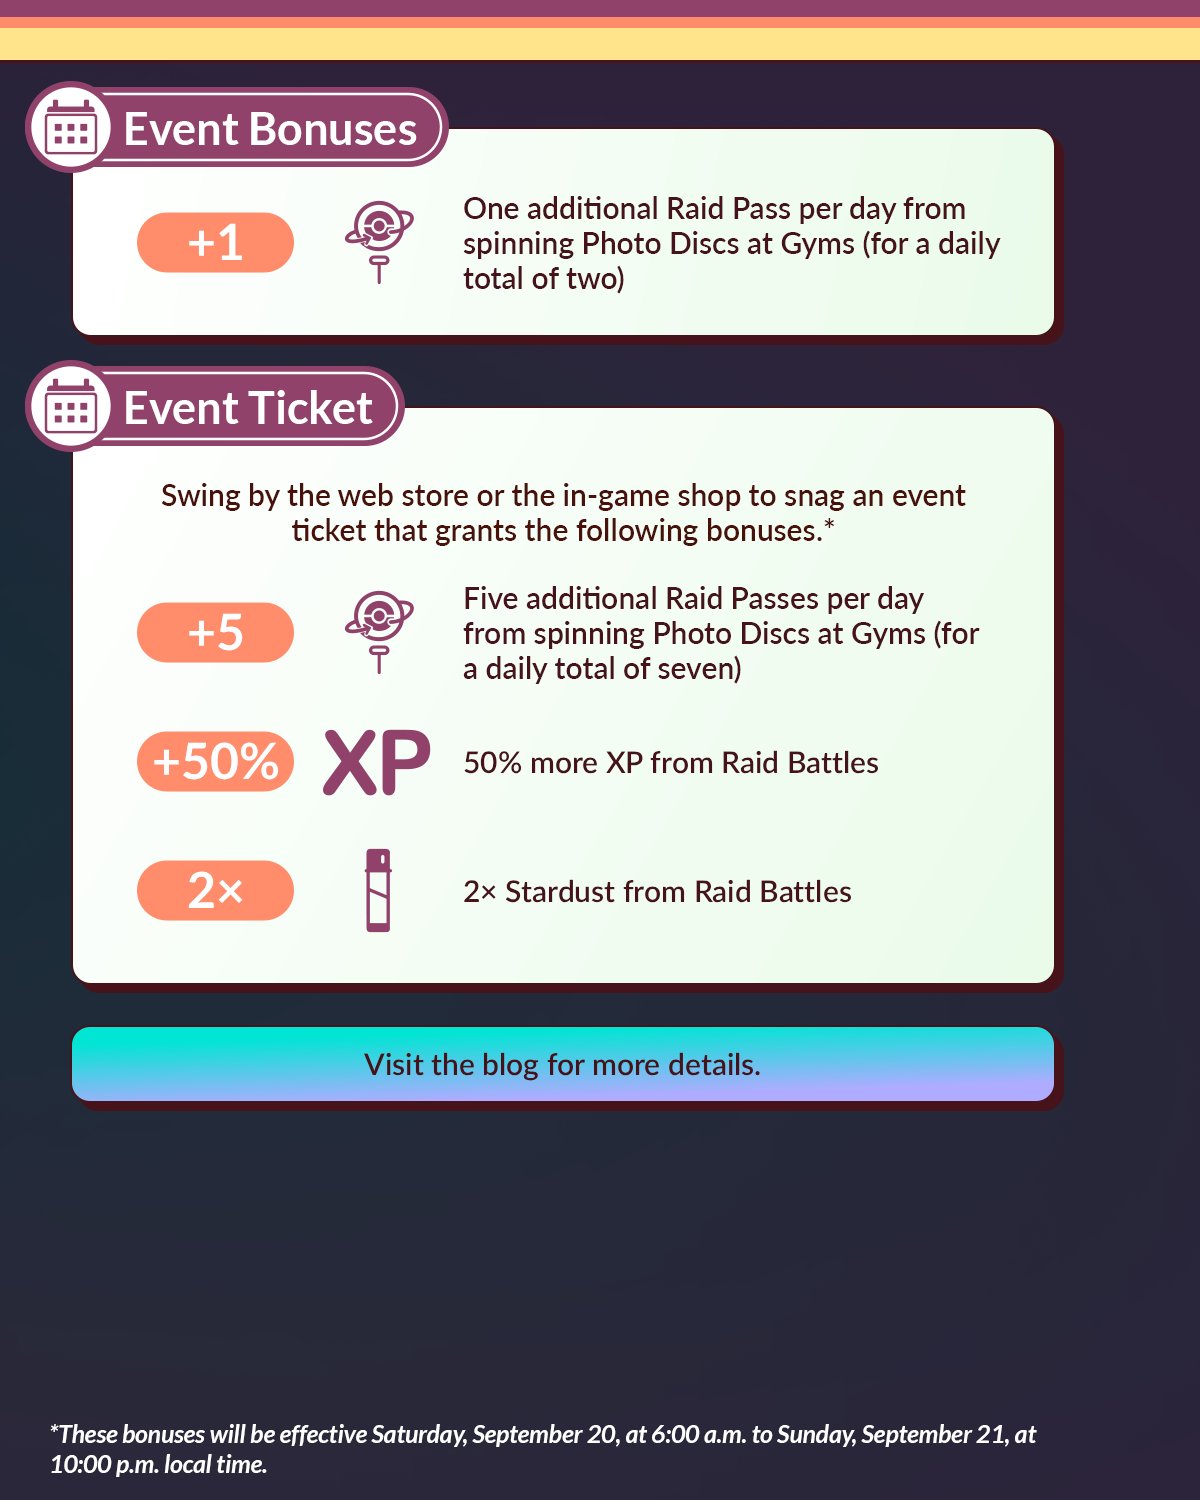 Event Bonuses
+1
One additional Raid Pass per day from
spinning Photo Discs at Gyms (for a daily
total of two)
Event Ticket
Swing by the web store or the in-game shop to snag an event
ticket that grants the following bonuses.*
+5
Five additional Raid Passes per day
from spinning Photo Discs at Gyms (for
a daily total of seven)
+50%
XP
50% more XP from Raid Battles
2×
2× Stardust from Raid Battles
Visit the blog for more details.
*These bonuses will be effective Saturday, September 20, at 6:00 a.m. to Sunday, September 21, at
10:00 p.m. local time.